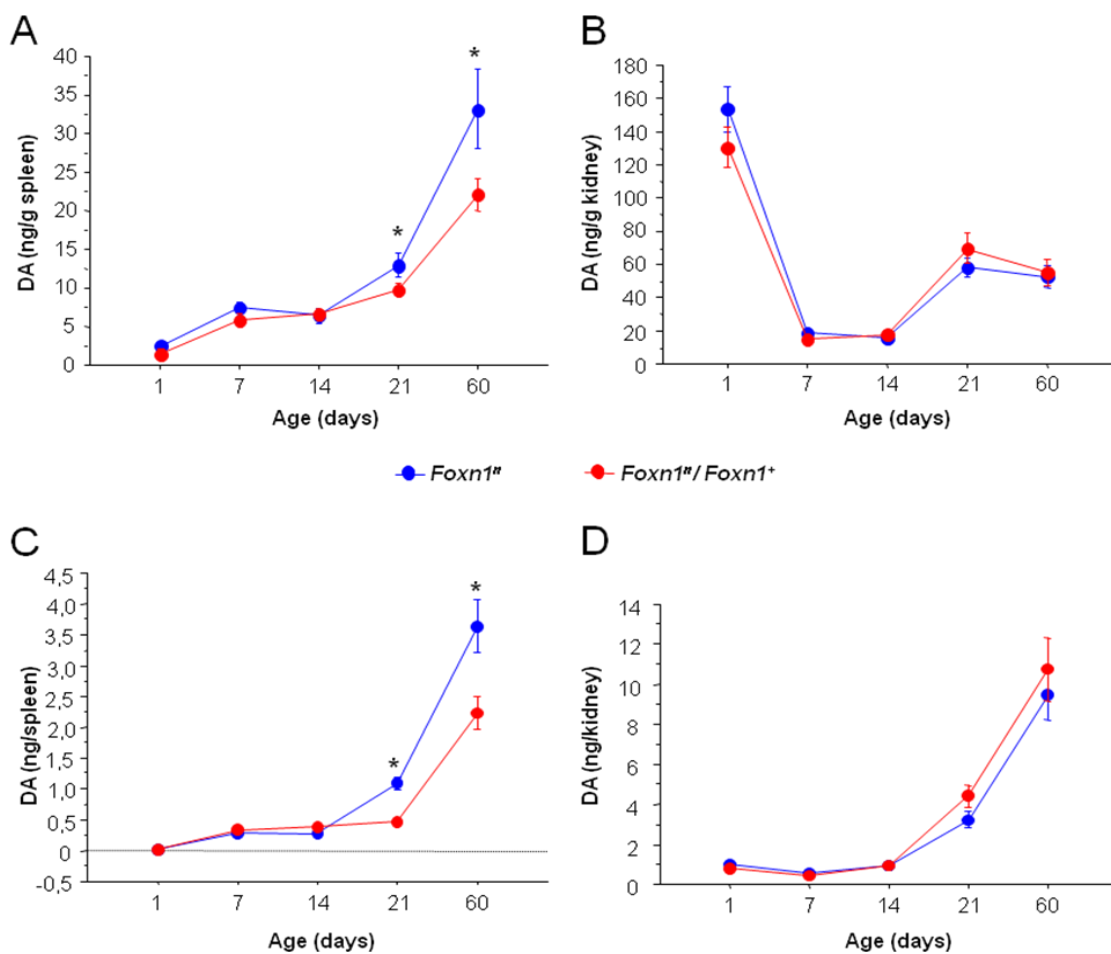 A
40
35
30
25
20
15
10
5
0
DA (ng/g spleen)
* *
1 7 14 21 60
Age (days)
B
180
160
140
120
100
80
60
40
20
0
DA (ng/g kidney)
1 7 14 21 60
Age (days)
Foxn1ⁿ Foxn1ⁿ/Foxn1⁺
C
4,5
4,0
3,5
3,0
2,5
2,0
1,5
1,0
0,5
0
-0,5
DA (ng/spleen)
* *
1 7 14 21 60
Age (days)
D
14
12
10
8
6
4
2
0
DA (ng/kidney)
1 7 14 21 60
Age (days)